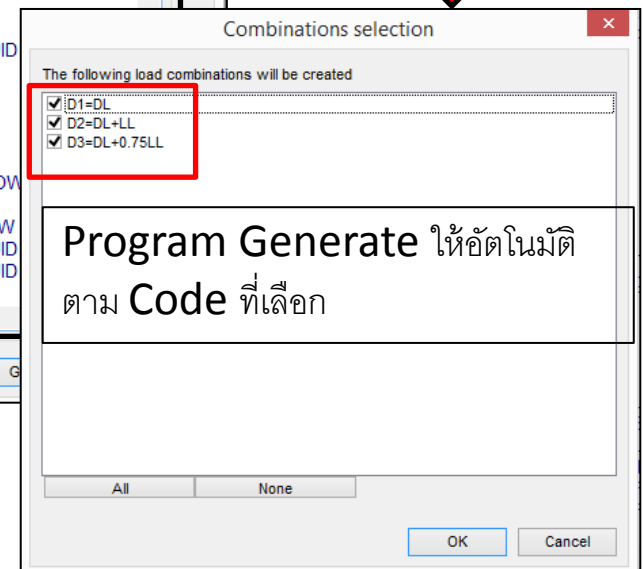 Combinations selection
The following load combinations will be created
D1=DL
D2=DL+LL
D3=DL+0.75LL
Program Generate ให้อัตโนมัติ
ตาม Code ที่เลือก
All None
OK Cancel